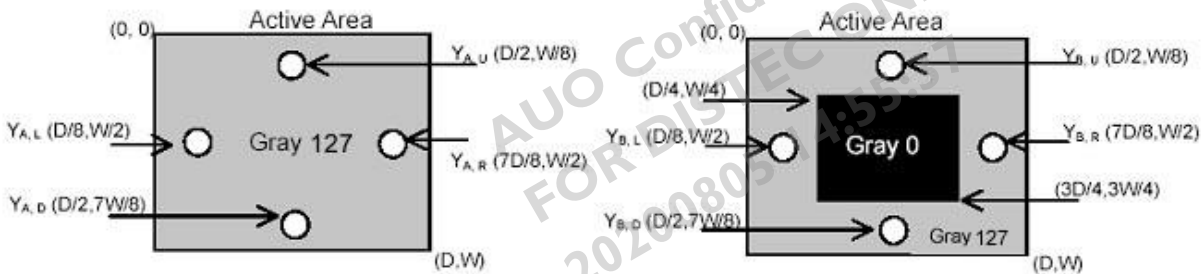 Active Area
(0, 0)
Y_A, U (D/2,W/8)
Y_A, L (D/8,W/2)
Gray 127
Y_A, R (7D/8,W/2)
Y_A, D (D/2,7W/8)
(D,W)
Active Area
(0, 0)
Y_B, U (D/2,W/8)
(D/4,W/4)
Y_B, L (D/8,W/2)
Gray 0
Y_B, R (7D/8,W/2)
(3D/4,3W/4)
Y_B, D (D/2,7W/8)
Gray 127
(D,W)
AUO Confid
FOR DISTEC ON
20200805 14:55:37